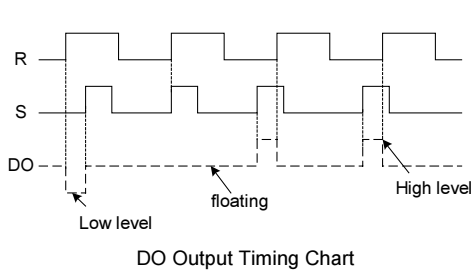 R
S
DO
High level
floating
Low level
DO Output Timing Chart